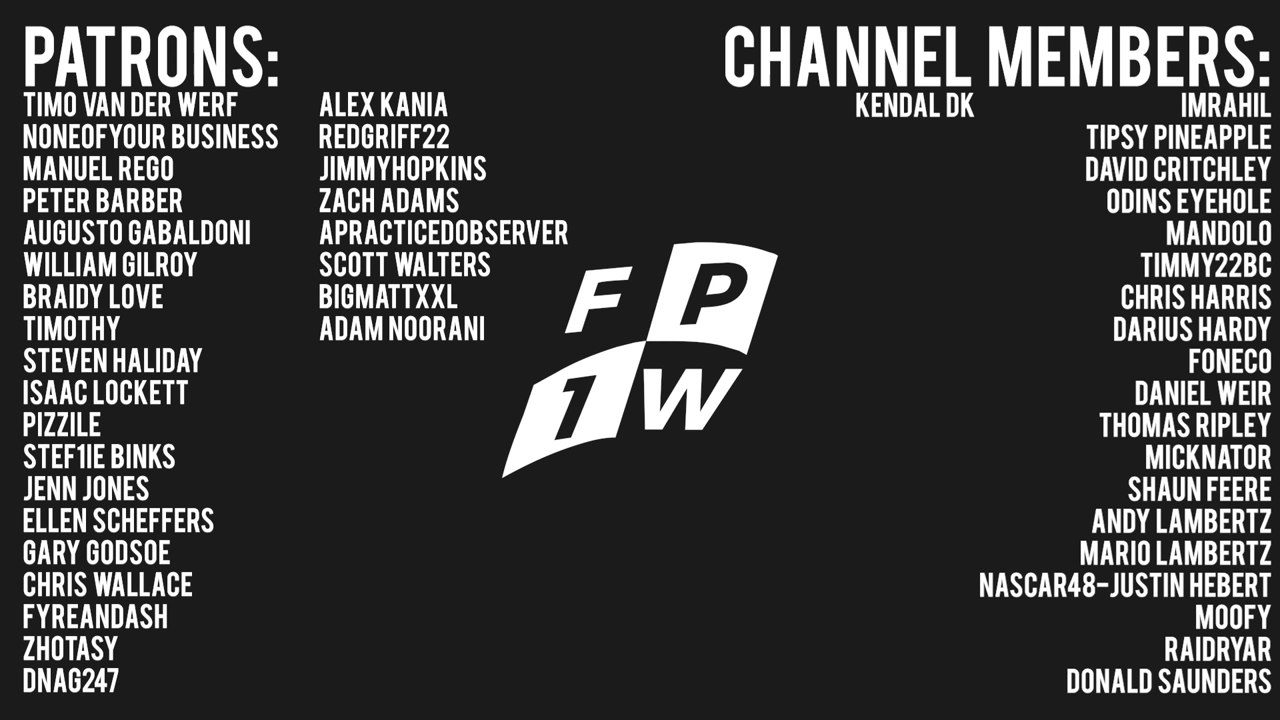 PATRONS:
TIMO VAN DER WERF
NONEOFYOUR BUSINESS
MANUEL REGO
PETER BARBER
AUGUSTO GABALDONI
WILLIAM GILROY
BRAIDY LOVE
TIMOTHY
STEVEN HALIDAY
ISAAC LOCKETT
PIZZILE
STEF1IE BINKS
JENN JONES
ELLEN SCHEFFERS
GARY GODSOE
CHRIS WALLACE
FYREANDASH
ZHOTASY
DNAG247
ALEX KANIA
REDGRIFF22
JIMMYHOPKINS
ZACH ADAMS
APRACTICEDOBSERVER
SCOTT WALTERS
BIGMATTXXL
ADAM NOORANI
F P
1 W
CHANNEL MEMBERS:
KENDAL DK
IMRAHIL
TIPSY PINEAPPLE
DAVID CRITCHLEY
ODINS EYEHOLE
MANDOLO
TIMMY22BC
CHRIS HARRIS
DARIUS HARDY
FONECO
DANIEL WEIR
THOMAS RIPLEY
MICKNATOR
SHAUN FEERE
ANDY LAMBERTZ
MARIO LAMBERTZ
NASCAR48-JUSTIN HEBERT
MOOFY
RAIDRYAR
DONALD SAUNDERS